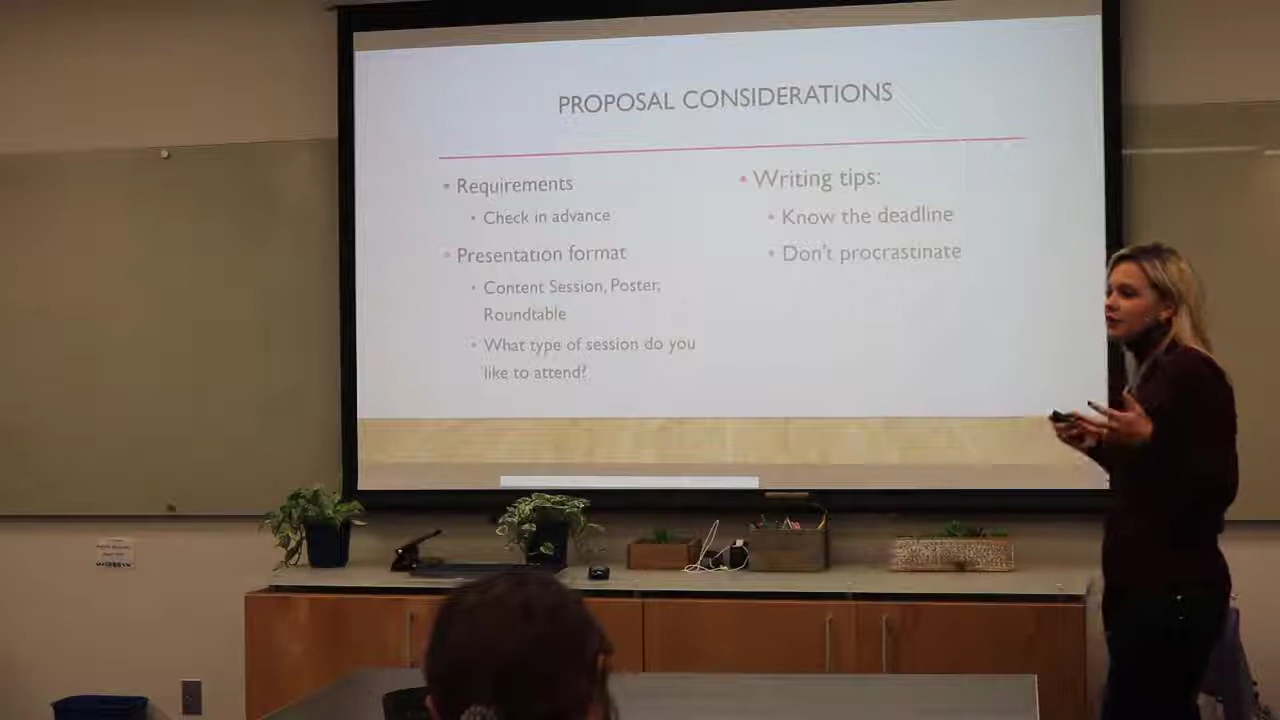 PROPOSAL CONSIDERATIONS
• Requirements
• Check in advance
• Presentation format
• Content Session, Poster,
Roundtable
• What type of session do you
like to attend?
• Writing tips:
• Know the deadline
• Don't procrastinate